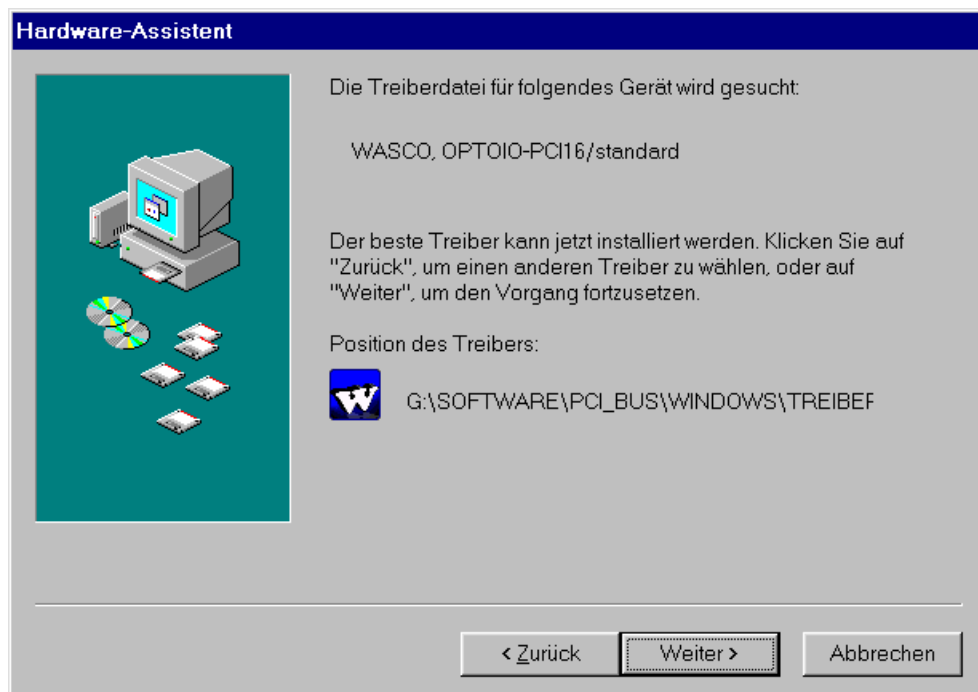 Hardware-Assistent
Die Treiberdatei für folgendes Gerät wird gesucht:
WASCO, OPTOIO-PCI16/standard
Der beste Treiber kann jetzt installiert werden. Klicken Sie auf
"Zurück", um einen anderen Treiber zu wählen, oder auf
"Weiter", um den Vorgang fortzusetzen.
Position des Treibers:
W
G:\SOFTWARE\PCI_BUS\WINDOWS\TREIBER
< Zurück
Weiter >
Abbrechen